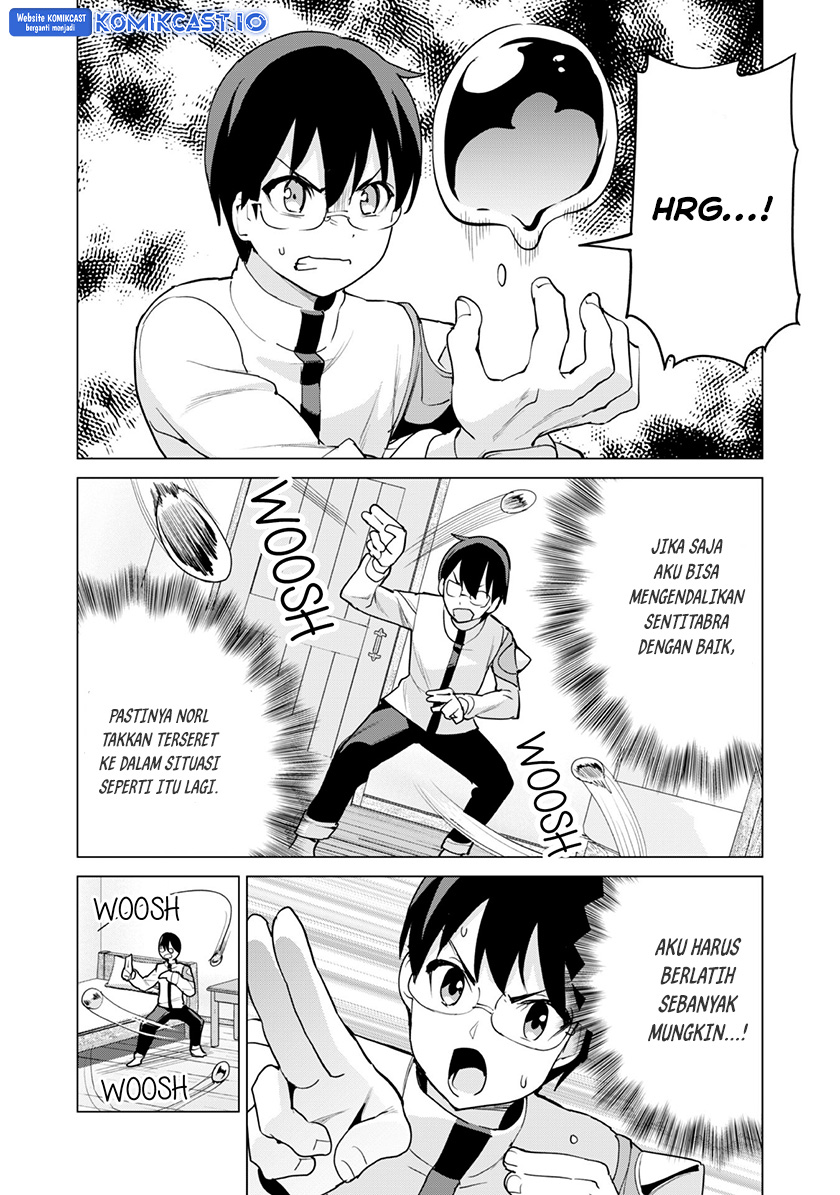 Website KOMIKCAST
berganti menjadi
KOMIKCAST.IO
HRG...!
WOOSH
JIKA SAJA
AKU BISA
MENGENDALIKAN
SENTITABRA
DENGAN BAIK,
PASTINYA NORL
TAKKAN TERSERET
KE DALAM SITUASI
SEPERTI ITU LAGI.
WOOSH
AKU HARUS
BERLATIH
SEBANYAK
MUNGKIN...!
WOOSH
WOOSH